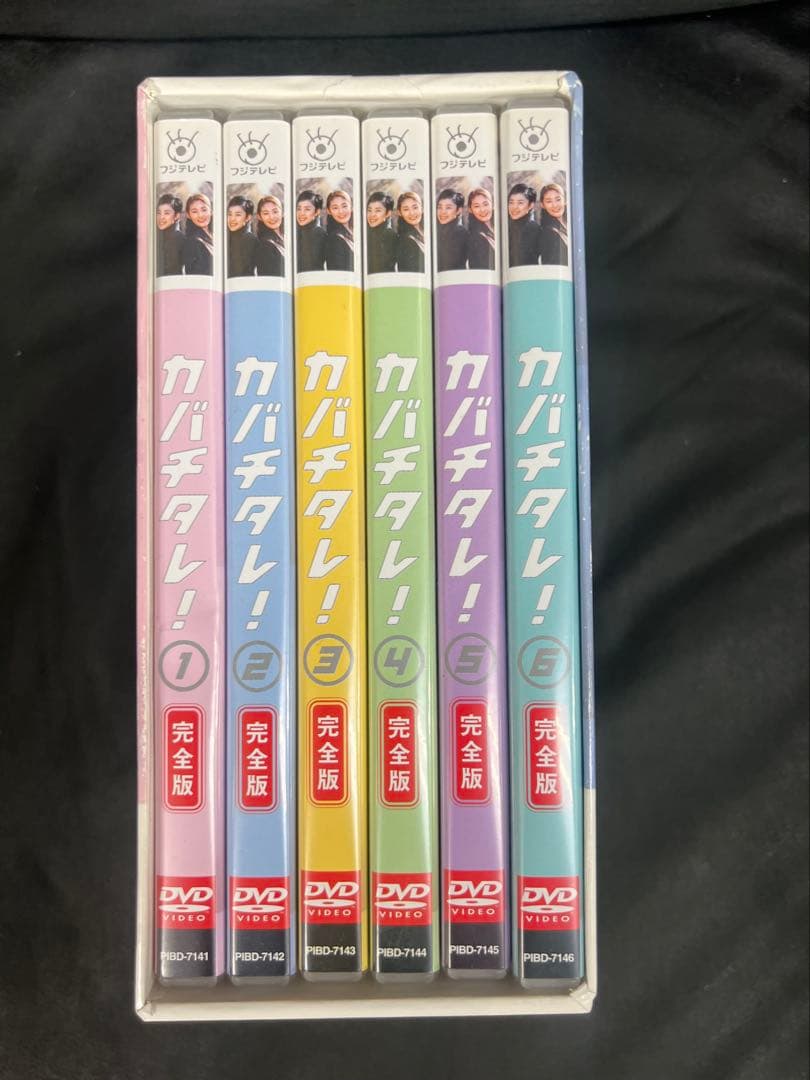 フジテレビ
カバチタレ!
1
完全版
DVD
VIDEO
PIBD-7141
フジテレビ
カバチタレ!
2
完全版
DVD
VIDEO
PIBD-7142
フジテレビ
カバチタレ!
3
完全版
DVD
VIDEO
PIBD-7143
フジテレビ
カバチタレ!
4
完全版
DVD
VIDEO
PIBD-7144
フジテレビ
カバチタレ!
5
完全版
DVD
VIDEO
PIBD-7145
フジテレビ
カバチタレ!
6
完全版
DVD
VIDEO
PIBD-7146